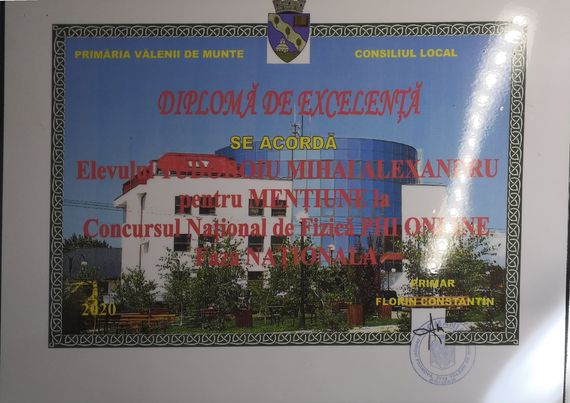 PRIMĂRIA VĂLENII DE MUNTE
CONSILIUL LOCAL
DIPLOMĂ DE EXCELENȚĂ
SE ACORDĂ
Elevului MIHAI ALEXANDRU
pentru MENȚIUNE la
Concursul Național de Fizică PHI ONLINE
Faza NAȚIONALA
PRIMAR
FLORIN CONSTANTIN
2020